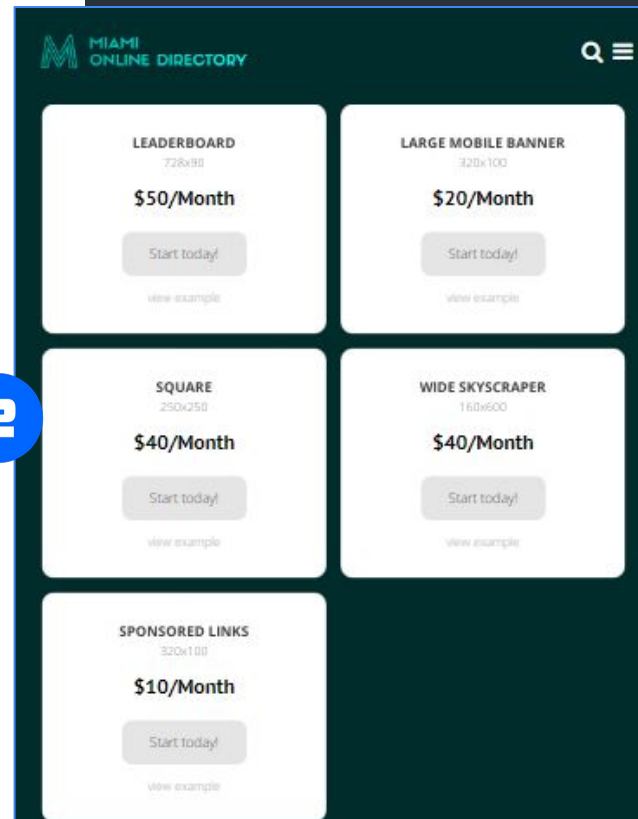 MIAMI
ONLINE DIRECTORY
LEADERBOARD
728x90
$50/Month
Start today!
view example
LARGE MOBILE BANNER
320x100
$20/Month
Start today!
view example
SQUARE
250x250
$40/Month
Start today!
view example
WIDE SKYSCRAPER
160x600
$40/Month
Start today!
view example
SPONSORED LINKS
320x100
$10/Month
Start today!
view example